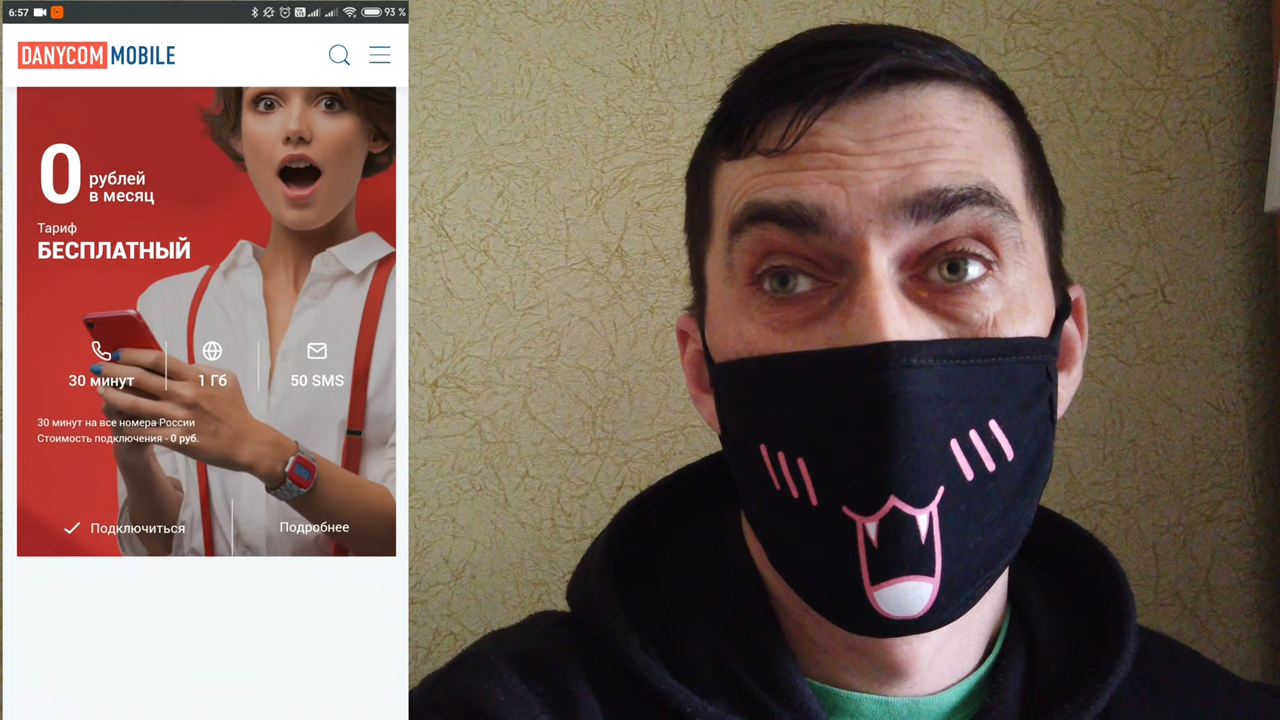 6:57
93 %
DANYCOM MOBILE
0 рублей
в месяц
Тариф
БЕСПЛАТНЫЙ
30 минут 1 Гб 50 SMS
30 минут на все номера России
Стоимость подключения - 0 руб.
Подключиться Подробнее